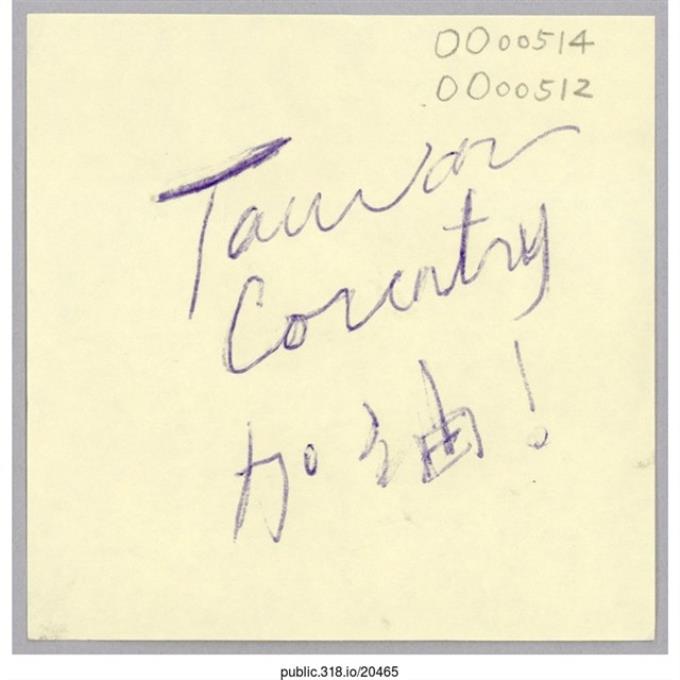 0000514
0000512
Taiwan
Country
加油!
public.318.io/20465